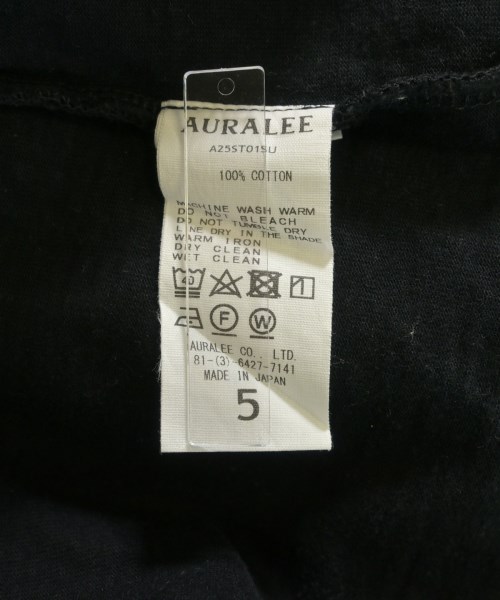 AURALEE
A25ST01SU
100% COTTON
MACHINE WASH WARM
DO NOT BLEACH
DO NOT TUMBLE DRY
LINE DRY IN THE SHADE
WARM IRON
DRY CLEAN
WET CLEAN
40
F W
AURALEE CO., LTD.
81-(3)-6427-7141
MADE IN JAPAN
5